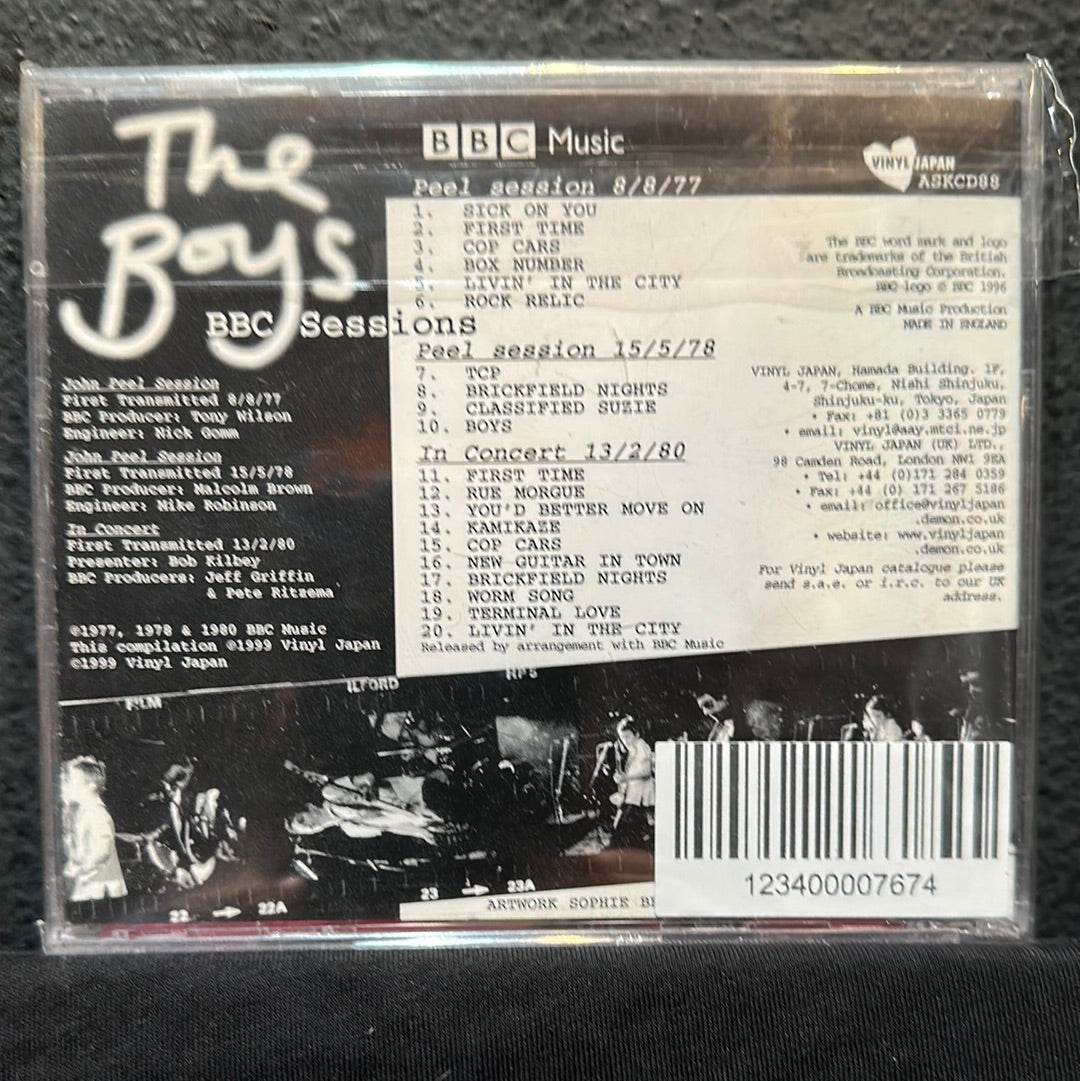 The
Boys
BBC Sessions
John Peel Session
First Transmitted 8/8/77
BBC Producer: Tony Wilson
Engineer: Nick Gomm
John Peel Session
First Transmitted 15/5/78
BBC Producer: Malcolm Brown
Engineer: Mike Robinson
In Concert
First Transmitted 13/2/80
Presenter: Bob Kilbey
BBC Producers: Jeff Griffin
& Pete Ritzema
©1977, 1978 & 1980 BBC Music
This compilation ©1999 Vinyl Japan
©1999 Vinyl Japan
BBC Music
Peel session 8/8/77
1. SICK ON YOU
2. FIRST TIME
3. COP CARS
4. BOX NUMBER
5. LIVIN' IN THE CITY
6. ROCK RELIC
Peel session 15/5/78
7. TCP
8. BRICKFIELD NIGHTS
9. CLASSIFIED SUZIE
10. BOYS
In Concert 13/2/80
11. FIRST TIME
12. RUE MORGUE
13. YOU'D BETTER MOVE ON
14. KAMIKAZE
15. COP CARS
16. NEW GUITAR IN TOWN
17. BRICKFIELD NIGHTS
18. WORM SONG
19. TERMINAL LOVE
20. LIVIN' IN THE CITY
Released by arrangement with BBC Music
VINYL JAPAN
ASKCD88
The BBC word mark and logo
are trademarks of the British
Broadcasting Corporation.
BBC logo © BBC 1996
A BBC Music Production
MADE IN ENGLAND
VINYL JAPAN, Hamada Building, 1F,
4-7, 7-Chome, Nishi Shinjuku,
Shinjuku-ku, Tokyo, Japan
• Fax: +81 (0)3 3365 0779
• email: vinyl@aay.mtci.ne.jp
VINYL JAPAN (UK) LTD.,
98 Camden Road, London NW1 9EA
• Tel: +44 (0)171 284 0359
• Fax: +44 (0) 171 267 5186
• email: office@vinyljapan
.demon.co.uk
• website: www.vinyljapan
.demon.co.uk
For Vinyl Japan catalogue please
send s.a.e. or i.r.c. to our UK
address.
FILM
ILFORD
HP5
22 → 22A
23 → 23A
ARTWORK SOPHIE
123400007674